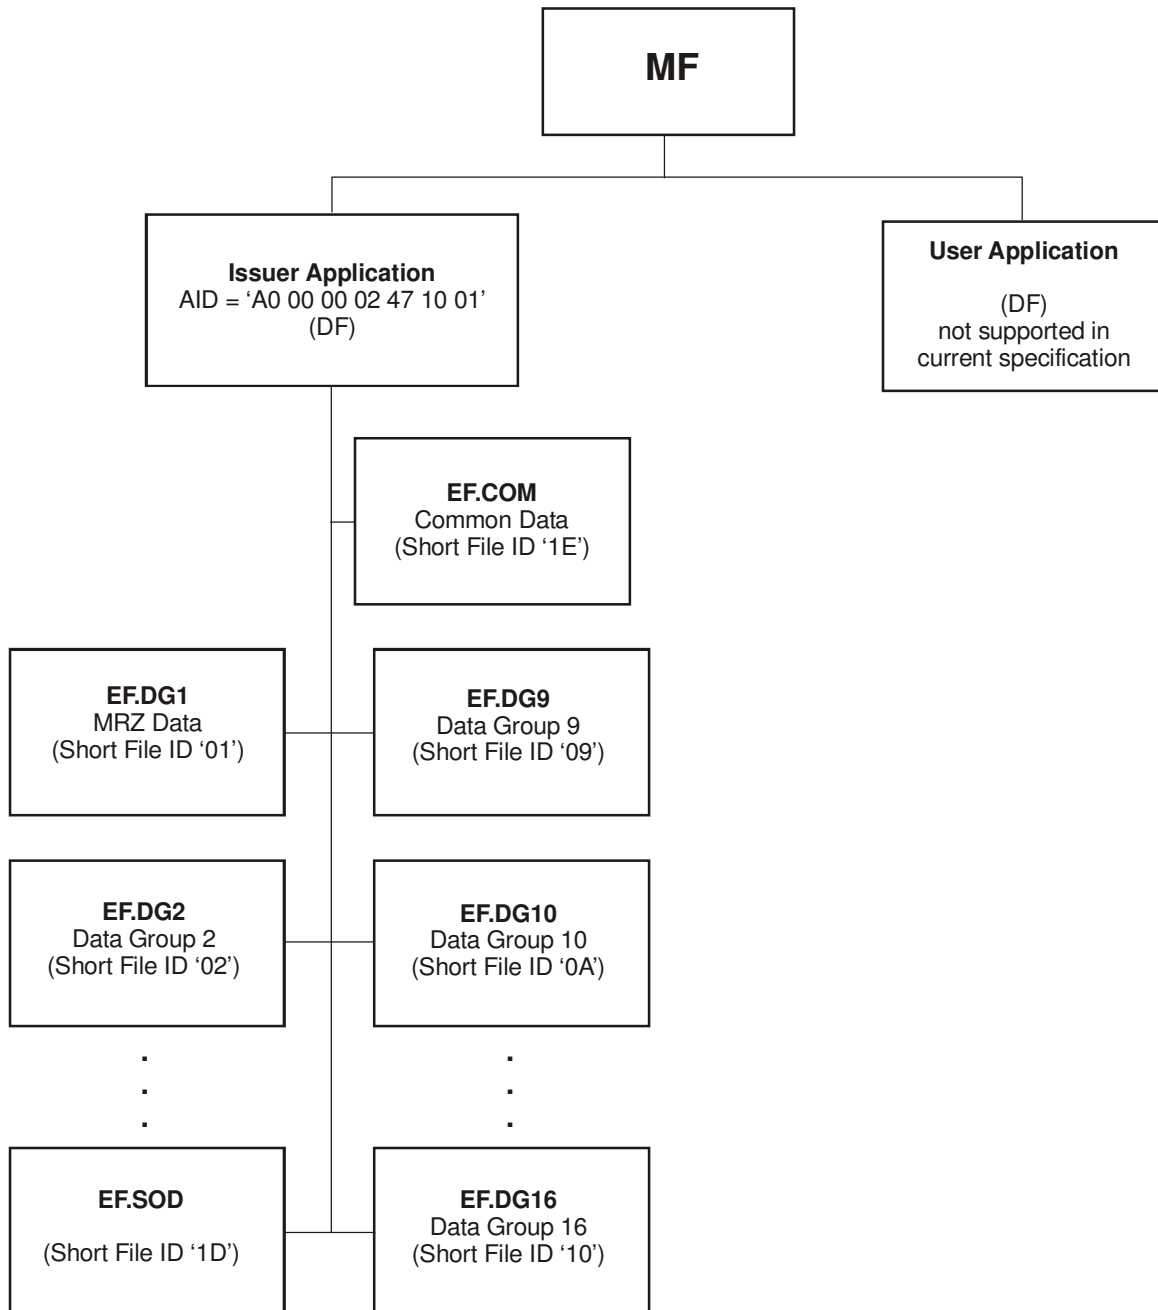 MF
Issuer Application
AID = ‘A0 00 00 02 47 10 01’
(DF)
User Application
(DF)
not supported in
current specification
EF.COM
Common Data
(Short File ID ‘1E’)
EF.DG1
MRZ Data
(Short File ID ‘01’)
EF.DG9
Data Group 9
(Short File ID ‘09’)
EF.DG2
Data Group 2
(Short File ID ‘02’)
EF.DG10
Data Group 10
(Short File ID ‘0A’)
EF.SOD
(Short File ID ‘1D’)
EF.DG16
Data Group 16
(Short File ID ‘10’)